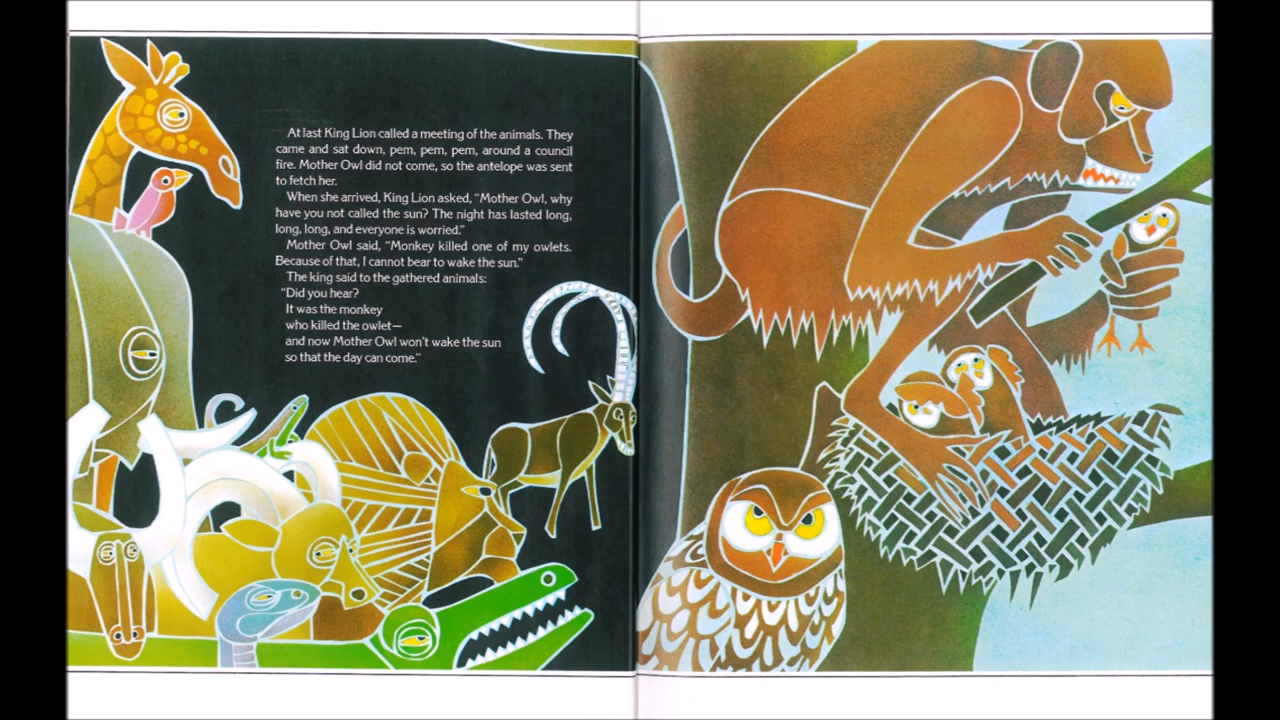 At last King Lion called a meeting of the animals. They
came and sat down, pem, pem, pem, around a council
fire. Mother Owl did not come, so the antelope was sent
to fetch her.
When she arrived, King Lion asked, “Mother Owl, why
have you not called the sun? The night has lasted long,
long, long, and everyone is worried.”
Mother Owl said, “Monkey killed one of my owlets.
Because of that, I cannot bear to wake the sun.”
The king said to the gathered animals:
“Did you hear?
It was the monkey
who killed the owlet—
and now Mother Owl won’t wake the sun
so that the day can come.”